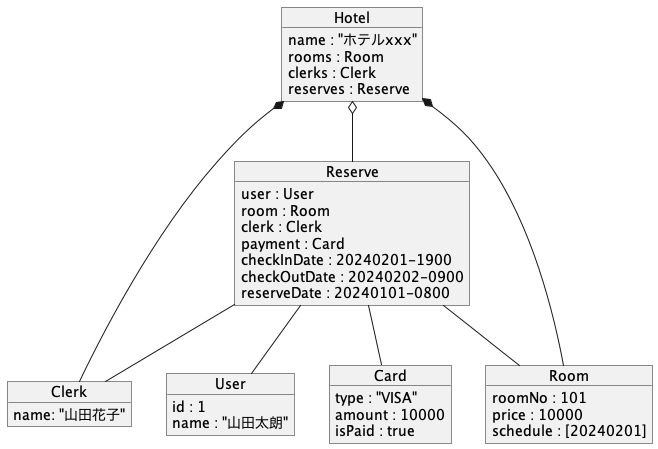 Hotel
name : "ホテルxxx"
rooms : Room
clerks : Clerk
reserves : Reserve
Reserve
user : User
room : Room
clerk : Clerk
payment : Card
checkInDate : 20240201-1900
checkOutDate : 20240202-0900
reserveDate : 20240101-0800
Clerk
name: "山田花子"
User
id : 1
name : "山田太朗"
Card
type : "VISA"
amount : 10000
isPaid : true
Room
roomNo : 101
price : 10000
schedule : [20240201]